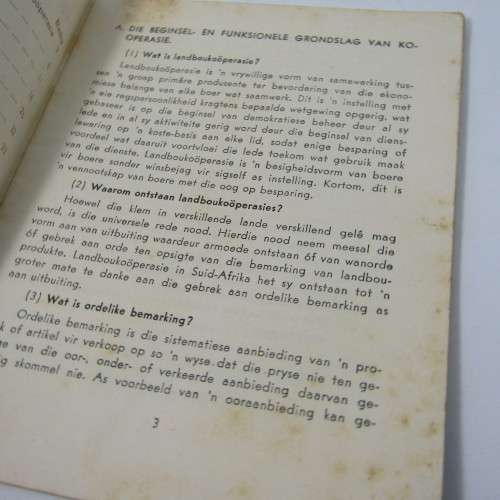 A. DIE BEGINSEL- EN FUNKSIONELE GRONDSLAG VAN KO-
OPERASIE.
(1) Wat is landboukoöperasie?
Landboukoöperasie is 'n vrywillige vorm van samewerking tus-
sen 'n groep primêre produsente ter bevordering van die ekono-
miese belange van elke boer wat saamwerk. Dit is 'n instelling met
'n eie regspersoonlikheid kragtens bepaalde wetgewing opgerig, wat
gebaseer is op die beginsel van demokratiese beheer deur al sy
lede en in al sy aktiwiteite gerig word deur die beginsel van diens-
lewering op 'n koste-basis aan elke lid, sodat enige besparing of
voordeel wat daaruit voortvloei die lede toekom wat gebruik maak
van die dienste. Landboukoöperasie is 'n besigheidsvorm van boere
vir boere sonder winsbejag vir sigself as instelling. Kortom, dit is
'n vennootskap van boere met die oog op besparing.
(2) Waarom ontstaan landboukoöperasies?
Hoewel die klem in verskillende lande verskillend gelê mag
word, is die universele rede nood. Hierdie nood neem meesal die
vorm aan van uitbuiting waardeur armoede ontstaan óf van wanorde
óf gebrek aan orde ten opsigte van die bemarking van landbou-
produkte. Landboukoöperasie in Suid-Afrika het sy ontstaan tot 'n
groter mate te danke aan die gebrek aan ordelike bemarking as
aan uitbuiting.
(3) Wat is ordelike bemarking?
Ordelike bemarking is die sistematiese aanbieding van 'n pro-
k of artikel vir verkoop op so 'n wyse dat die pryse nie ten ge-
ge van die oor-, onder- of verkeerde aanbieding daarvan ge-
ig skommel nie. As voorbeeld van 'n ooraanbieding kan ge-
3